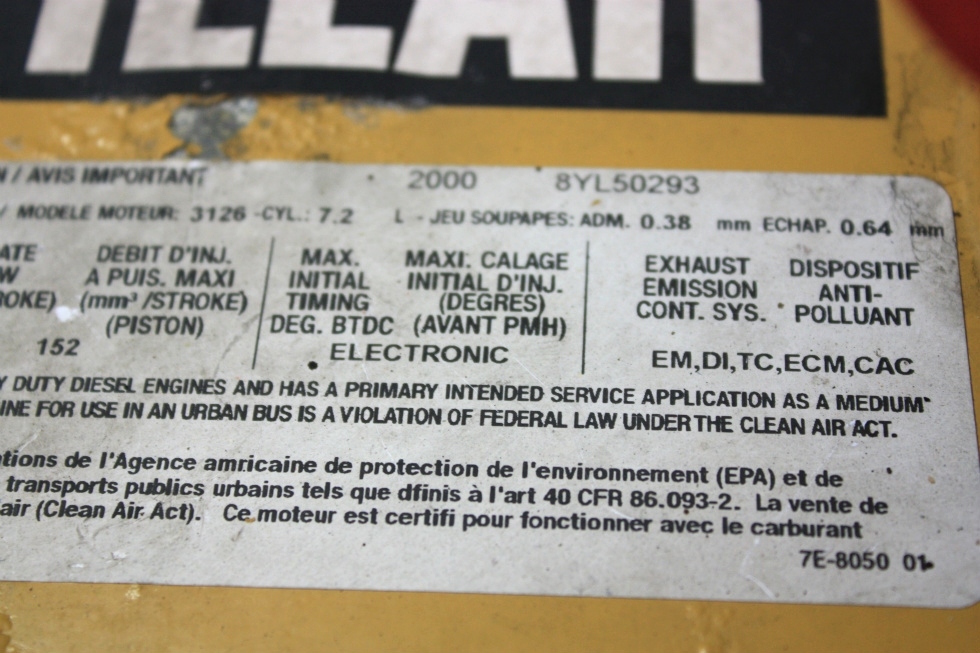 / AVIS IMPORTANT 2000 8YL50293
/ MODELE MOTEUR: 3126 -CYL.: 7.2 L - JEU SOUPAPES: ADM. 0.38 mm ECHAP. 0.64 mm
DEBIT D'INJ. MAX. MAXI. CALAGE EXHAUST DISPOSITIF
A PUIS. MAXI INITIAL INITIAL D'INJ. EMISSION ANTI-
(mm³/STROKE) TIMING (DEGRES) CONT. SYS. POLLUANT
(PISTON) DEG. BTDC (AVANT PMH)
152 ELECTRONIC EM,DI,TC,ECM,CAC
DUTY DIESEL ENGINES AND HAS A PRIMARY INTENDED SERVICE APPLICATION AS A MEDIUM
FOR USE IN AN URBAN BUS IS A VIOLATION OF FEDERAL LAW UNDER THE CLEAN AIR ACT.
de l'Agence amricaine de protection de l'environnement (EPA) et de
transports publics urbains tels que dfinis à l'art 40 CFR 86.093-2. La vente de
air (Clean Air Act). Ce moteur est certifi pour fonctionner avec le carburant
7E-8050 01